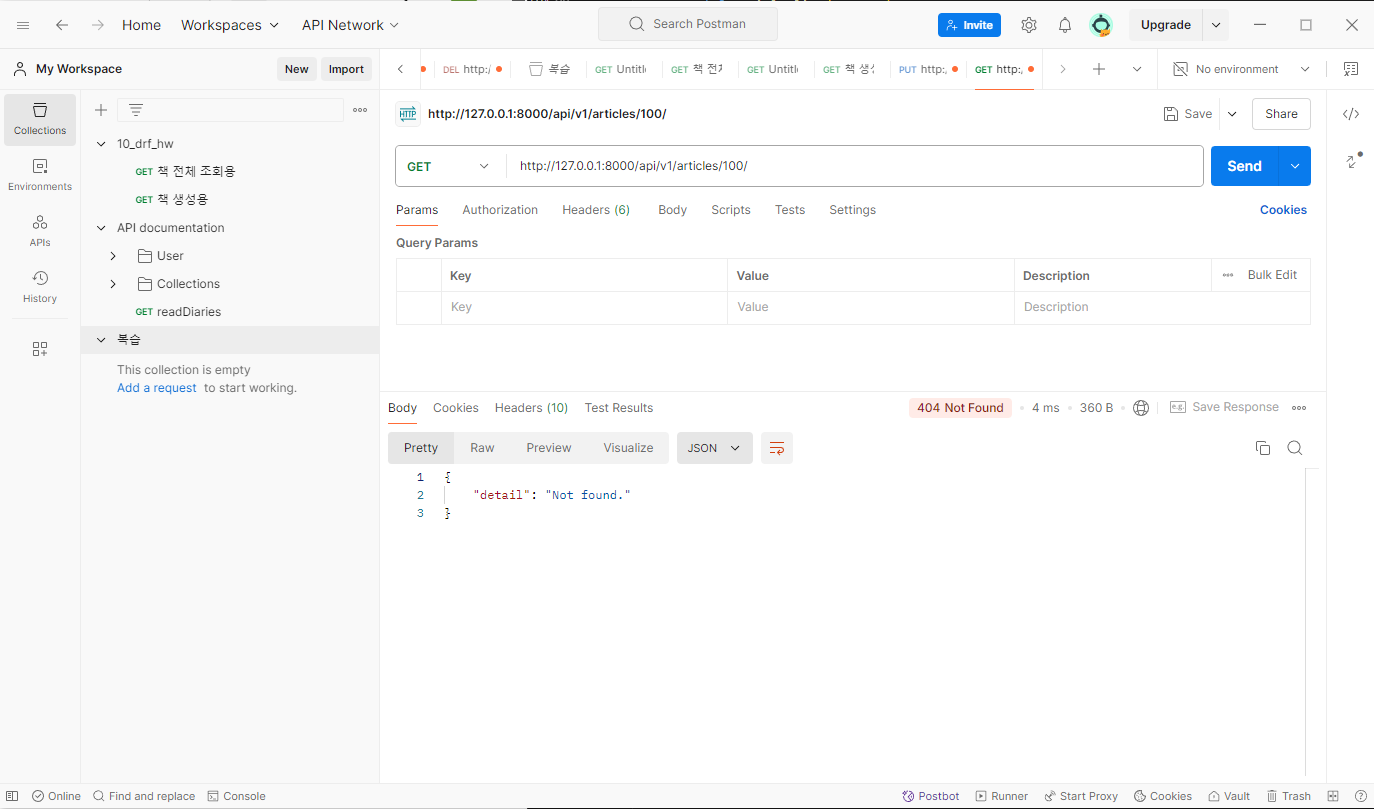 Home Workspaces API Network Search Postman Invite Upgrade
My Workspace New Import DEL http:/ 복습 GET Untitl GET 책 전차 GET Untitl GET 책 생성 PUT http:, GET http:, No environment
Collections
Environments
APIs
History
10_drf_hw
GET 책 전체 조회용
GET 책 생성용
API documentation
User
Collections
GET readDiaries
복습
This collection is empty
Add a request to start working.
HTTP http://127.0.0.1:8000/api/v1/articles/100/ Save Share
GET http://127.0.0.1:8000/api/v1/articles/100/ Send
Params Authorization Headers (6) Body Scripts Tests Settings Cookies
Query Params
Key Value Description Bulk Edit
Key Value Description
Body Cookies Headers (10) Test Results 404 Not Found 4 ms 360 B e.g. Save Response
Pretty Raw Preview Visualize JSON
1 {
2 "detail": "Not found."
3 }
Online Find and replace Console Postbot Runner Start Proxy Cookies Vault Trash